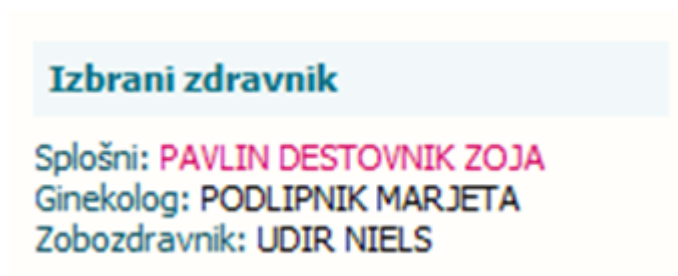 Izbrani zdravnik
Splošni: PAVLIN DESTOVNIK ZOJA
Ginekolog: PODLIPNIK MARJETA
Zobozdravnik: UDIR NIELS